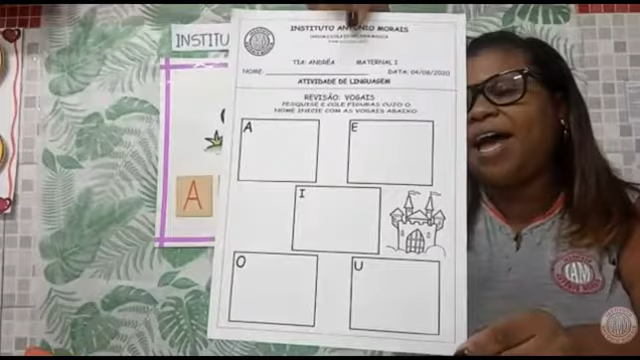 INSTITUTO ANTONIO MORAIS
TIA: ANDRÉA MATERNAL I
NOME: DATA: 04/08/2020
ATIVIDADE DE LINGUAGEM
REVISÃO: VOGAIS
PESQUISE E COLE FIGURAS CUJO O
NOME INICIE COM AS VOGAIS ABAIXO
A E
I
O U
INSTITU
A
IAM